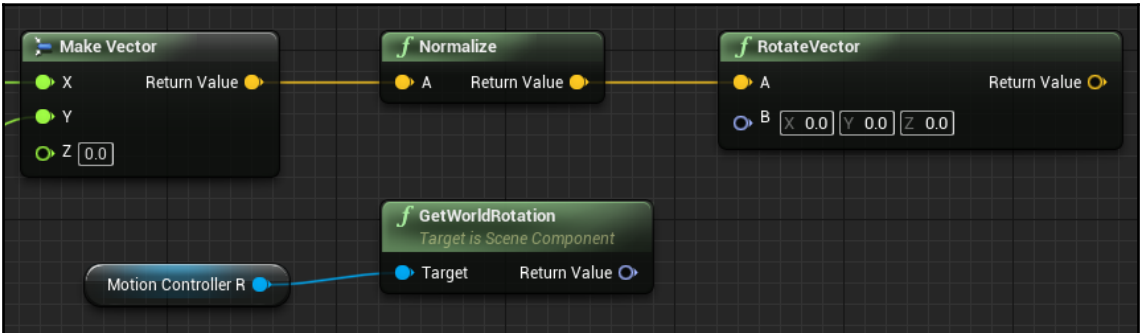 Make Vector
X Return Value
Y
Z 0.0
f Normalize
A Return Value
f RotateVector
A Return Value
B X 0.0 Y 0.0 Z 0.0
f GetWorldRotation
Target is Scene Component
Target Return Value
Motion Controller R